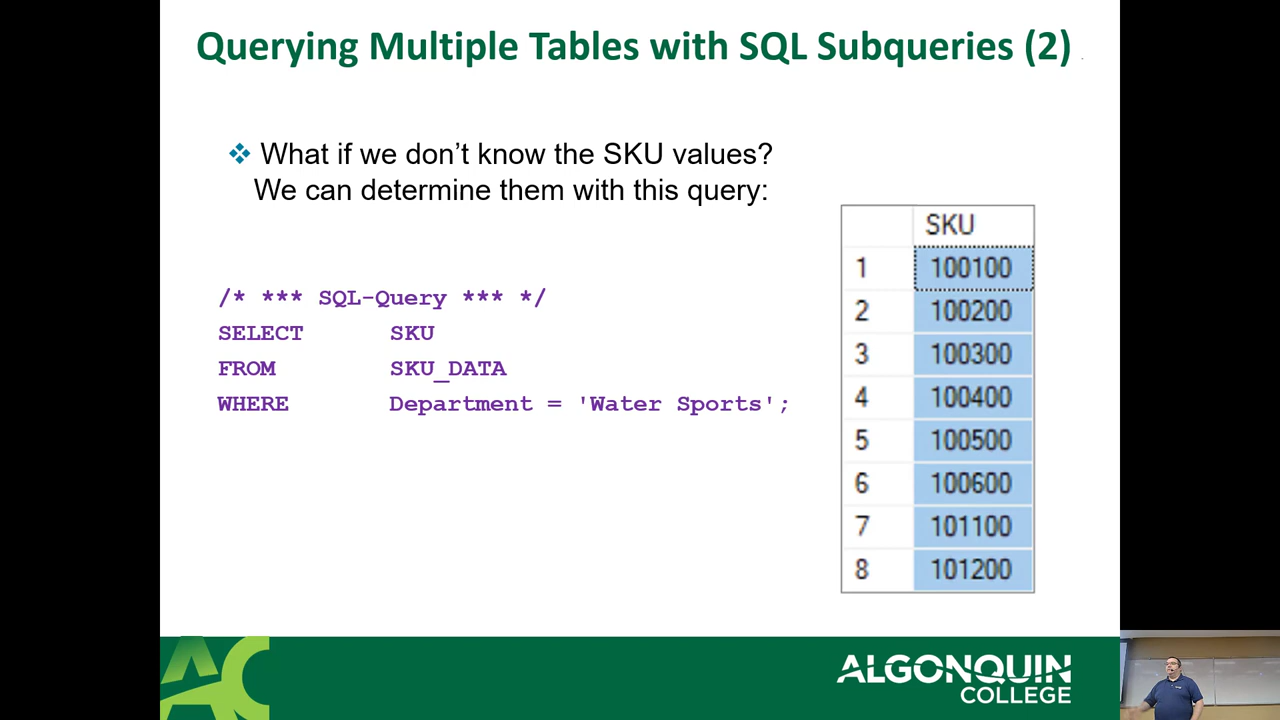 Querying Multiple Tables with SQL Subqueries (2)
What if we don’t know the SKU values?
We can determine them with this query:
/* *** SQL-Query *** */
SELECT SKU
FROM SKU_DATA
WHERE Department = 'Water Sports';
SKU
1 100100
2 100200
3 100300
4 100400
5 100500
6 100600
7 101100
8 101200
AC
ALGONQUIN
COLLEGE